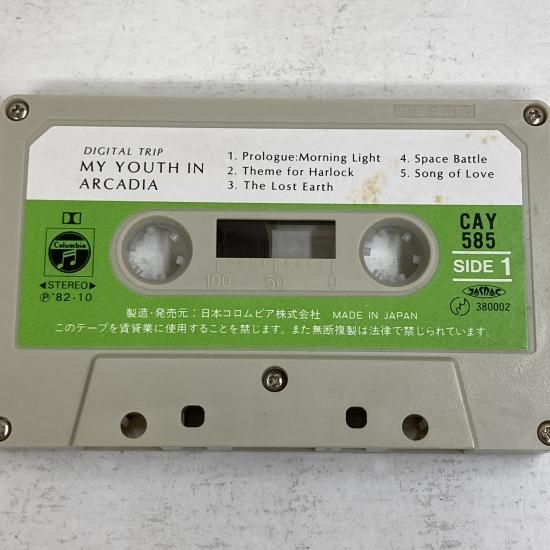 DIGITAL TRIP
MY YOUTH IN
ARCADIA
1. Prologue:Morning Light
2. Theme for Harlock
3. The Lost Earth
4. Space Battle
5. Song of Love
Columbia
◀STEREO▶
Ⓟ'82・10
100 50 0
CAY
585
SIDE 1
JASRAC
380002
製造・発売元:日本コロムビア株式会社 MADE IN JAPAN
このテープを賃貸業に使用することを禁じます。また無断複製は法律で禁じられています。